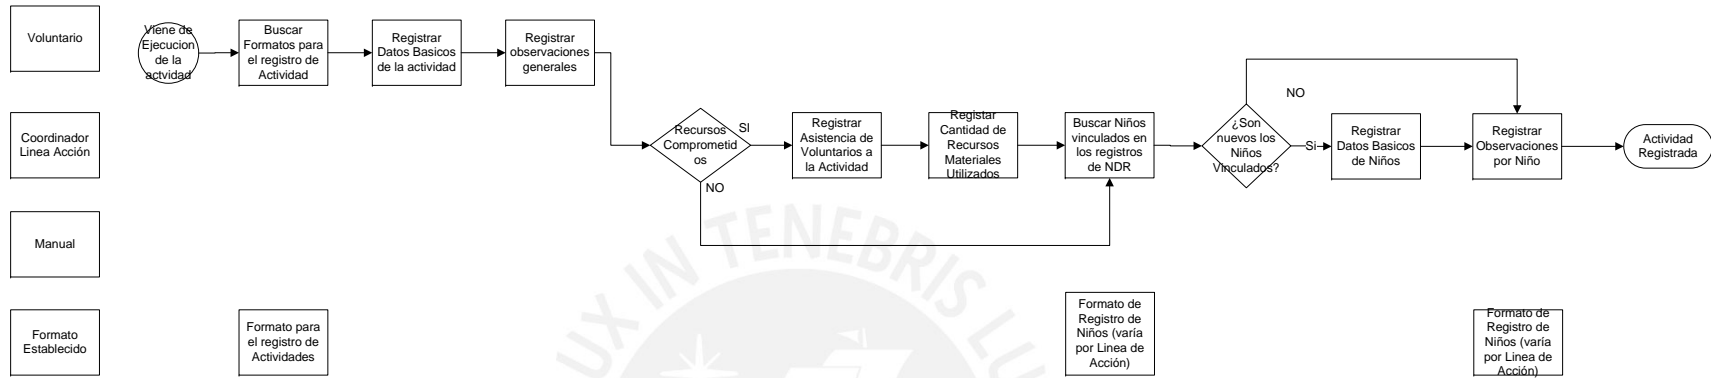 Voluntario
Viene de
Ejecucion
de la
actvidad
Buscar
Formatos para
el registro de
Actividad
Registrar
Datos Basicos
de la actividad
Registrar
observaciones
generales
Coordinador
Linea Acción
Recursos
Comprometid
os
SI
NO
Registrar
Asistencia de
Voluntarios a
la Actividad
Registar
Cantidad de
Recursos
Materiales
Utilizados
Buscar Niños
vinculados en
los registros
de NDR
¿Son
nuevos los
Niños
Vinculados?
NO
Si
Registrar
Datos Basicos
de Niños
Registrar
Observaciones
por Niño
Actividad
Registrada
Manual
Formato
Establecido
Formato para
el registro de
Actividades
Formato de
Registro de
Niños (varía
por Linea de
Acción)
Formato de
Registro de
Niños (varía
por Linea de
Acción)
UX IN TENEBRIS LU